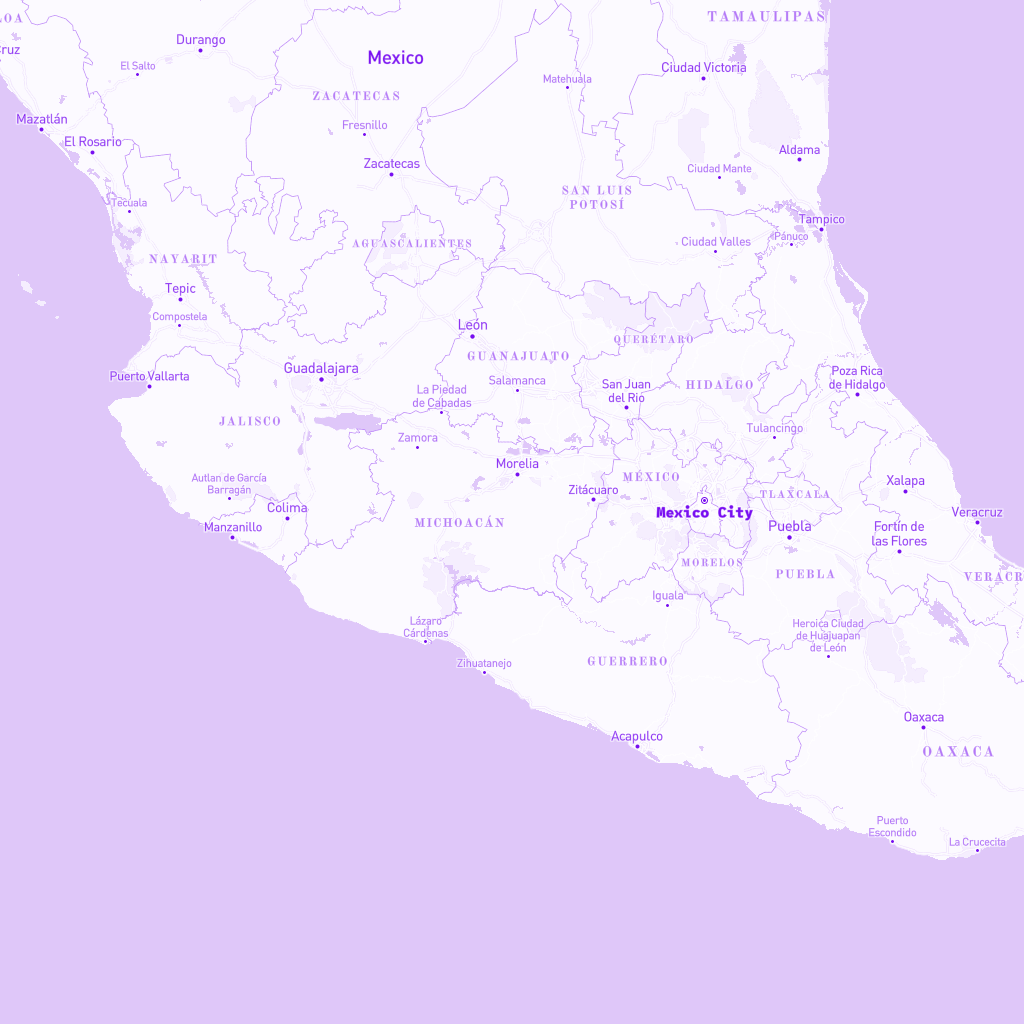 LOA
TAMAULIPAS
Cruz
Durango
Mexico
El Salto
Ciudad Victoria
Matehuala
ZACATECAS
Mazatlán
Fresnillo
El Rosario
Aldama
Zacatecas
Ciudad Mante
SAN LUIS
POTOSÍ
Tecuala
Tampico
Pánuco
AGUASCALIENTES
Ciudad Valles
NAYARIT
Tepic
Compostela
León
QUERÉTARO
GUANAJUATO
Guadalajara
Puerto Vallarta
Salamanca
San Juan
del Río
HIDALGO
Poza Rica
de Hidalgo
La Piedad
de Cabadas
JALISCO
Tulancingo
Zamora
Morelia
Autlan de García
Barragán
MÉXICO
Xalapa
Zitácuaro
TLAXCALA
Colima
Mexico City
Veracruz
Manzanillo
MICHOACÁN
Puebla
Fortín de
las Flores
MORELOS
PUEBLA
VERACR
Iguala
Lázaro
Cárdenas
Heroica Ciudad
de Huajuapan
de León
Zihuatanejo
GUERRERO
Oaxaca
Acapulco
OAXACA
Puerto
Escondido
La Crucecita